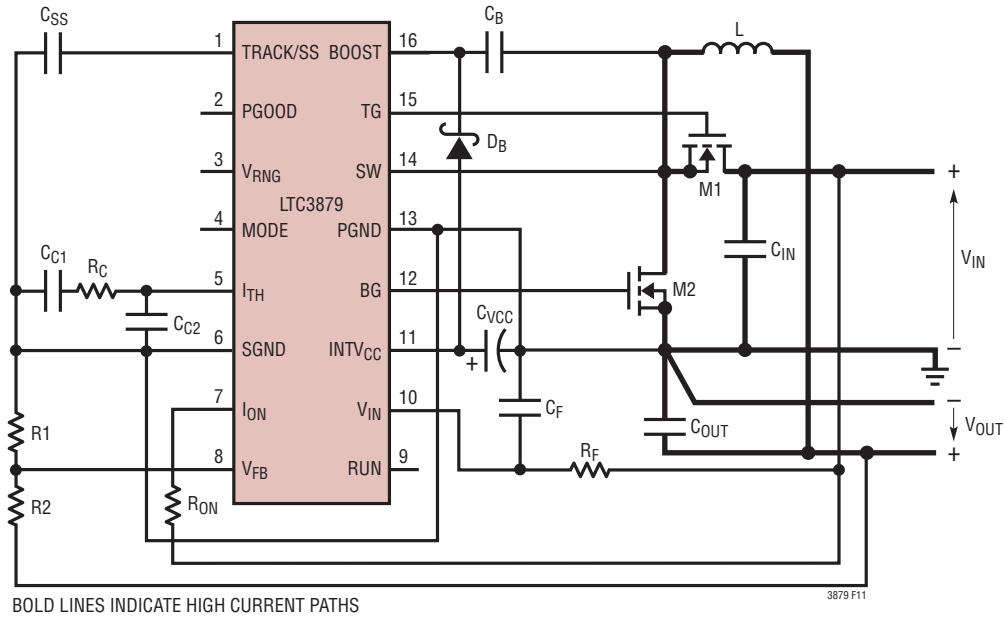 CSS
CB
L
1 TRACK/SS BOOST 16
2 PGOOD TG 15
DB
3 VRNG SW 14
M1
LTC3879
4 MODE PGND 13
CIN
VIN
+
−
CC1 RC
5 ITH BG 12
M2
CC2
CVCC
6 SGND INTVCC 11
+
7 ION VIN 10
CF
COUT
−
VOUT
+
R1
RF
8 VFB RUN 9
R2
RON
3879 F11
BOLD LINES INDICATE HIGH CURRENT PATHS